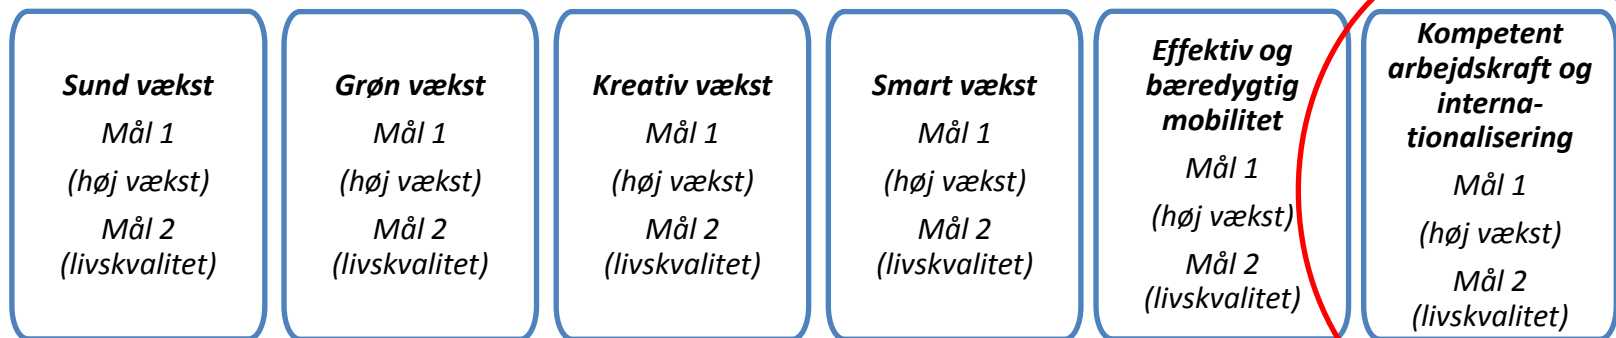 Sund vækst
Mål 1
(høj vækst)
Mål 2
(livskvalitet)
Grøn vækst
Mål 1
(høj vækst)
Mål 2
(livskvalitet)
Kreativ vækst
Mål 1
(høj vækst)
Mål 2
(livskvalitet)
Smart vækst
Mål 1
(høj vækst)
Mål 2
(livskvalitet)
Effektiv og
bæredygtig
mobilitet
Mål 1
(høj vækst)
Mål 2
(livskvalitet)
Kompetent
arbejdskraft og
interna-
tionalisering
Mål 1
(høj vækst)
Mål 2
(livskvalitet)